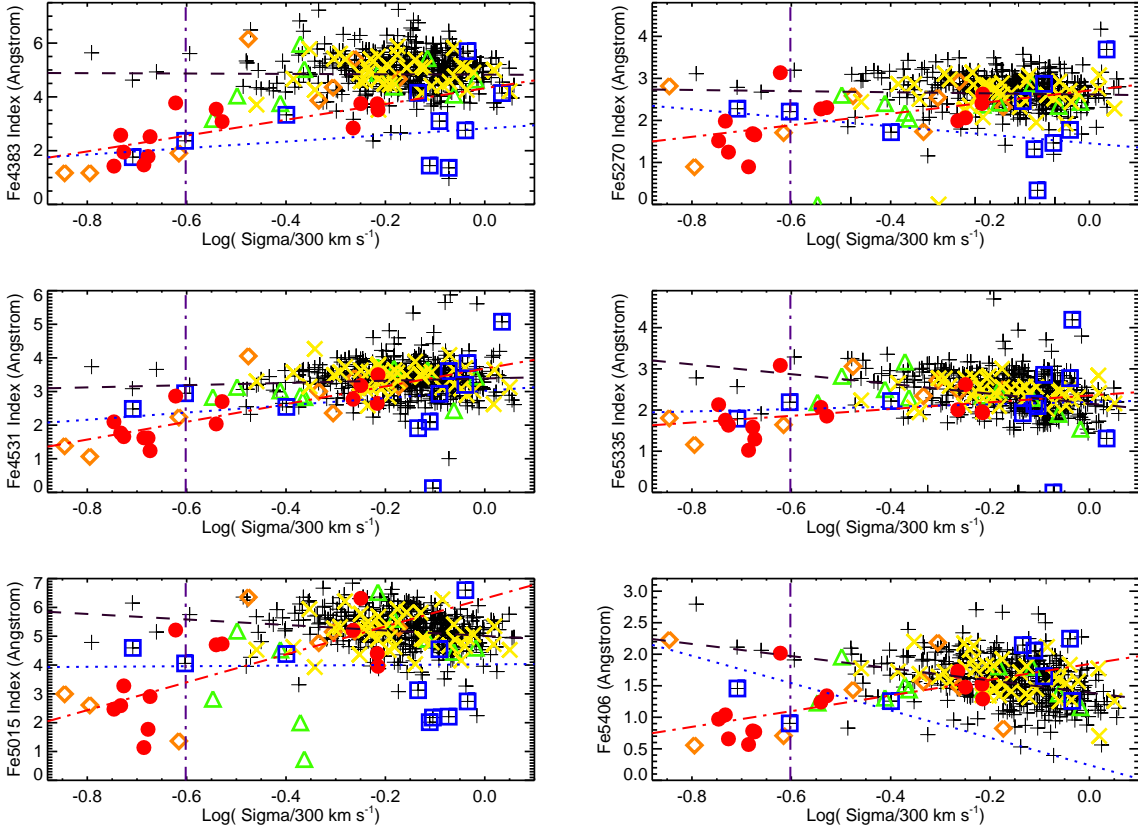 Fe4383 Index (Angstrom)
6
4
2
0
-0.8 -0.6 -0.4 -0.2 0.0
Log( Sigma/300 km s⁻¹)
Fe5270 Index (Angstrom)
4
3
2
1
0
-0.8 -0.6 -0.4 -0.2 0.0
Log( Sigma/300 km s⁻¹)
Fe4531 Index (Angstrom)
6
5
4
3
2
1
0
-0.8 -0.6 -0.4 -0.2 0.0
Log( Sigma/300 km s⁻¹)
Fe5335 Index (Angstrom)
4
3
2
1
0
-0.8 -0.6 -0.4 -0.2 0.0
Log( Sigma/300 km s⁻¹)
Fe5015 Index (Angstrom)
7
6
5
4
3
2
1
0
-0.8 -0.6 -0.4 -0.2 0.0
Log( Sigma/300 km s⁻¹)
Fe5406 (Angstrom)
3.0
2.5
2.0
1.5
1.0
0.5
0.0
-0.8 -0.6 -0.4 -0.2 0.0
Log( Sigma/300 km s⁻¹)